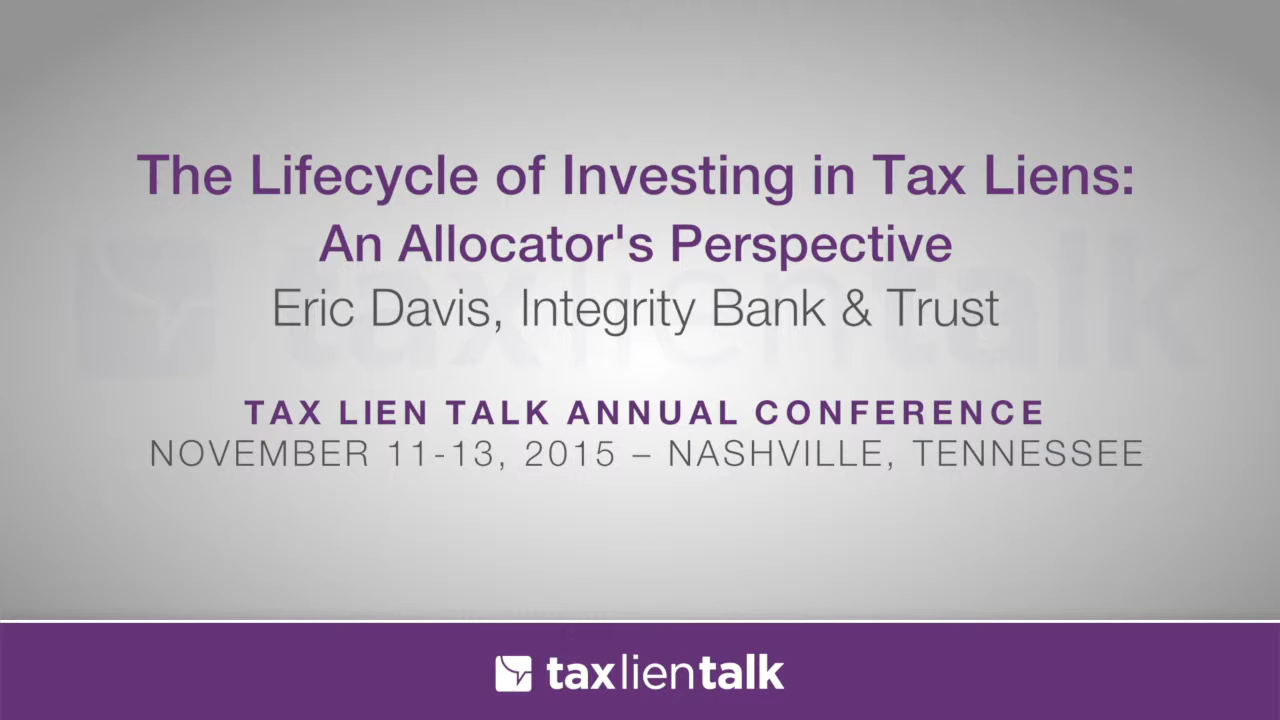 The Lifecycle of Investing in Tax Liens:
An Allocator's Perspective
Eric Davis, Integrity Bank & Trust
TAX LIEN TALK ANNUAL CONFERENCE
NOVEMBER 11-13, 2015 – NASHVILLE, TENNESSEE
taxlientalk
taxlientalk